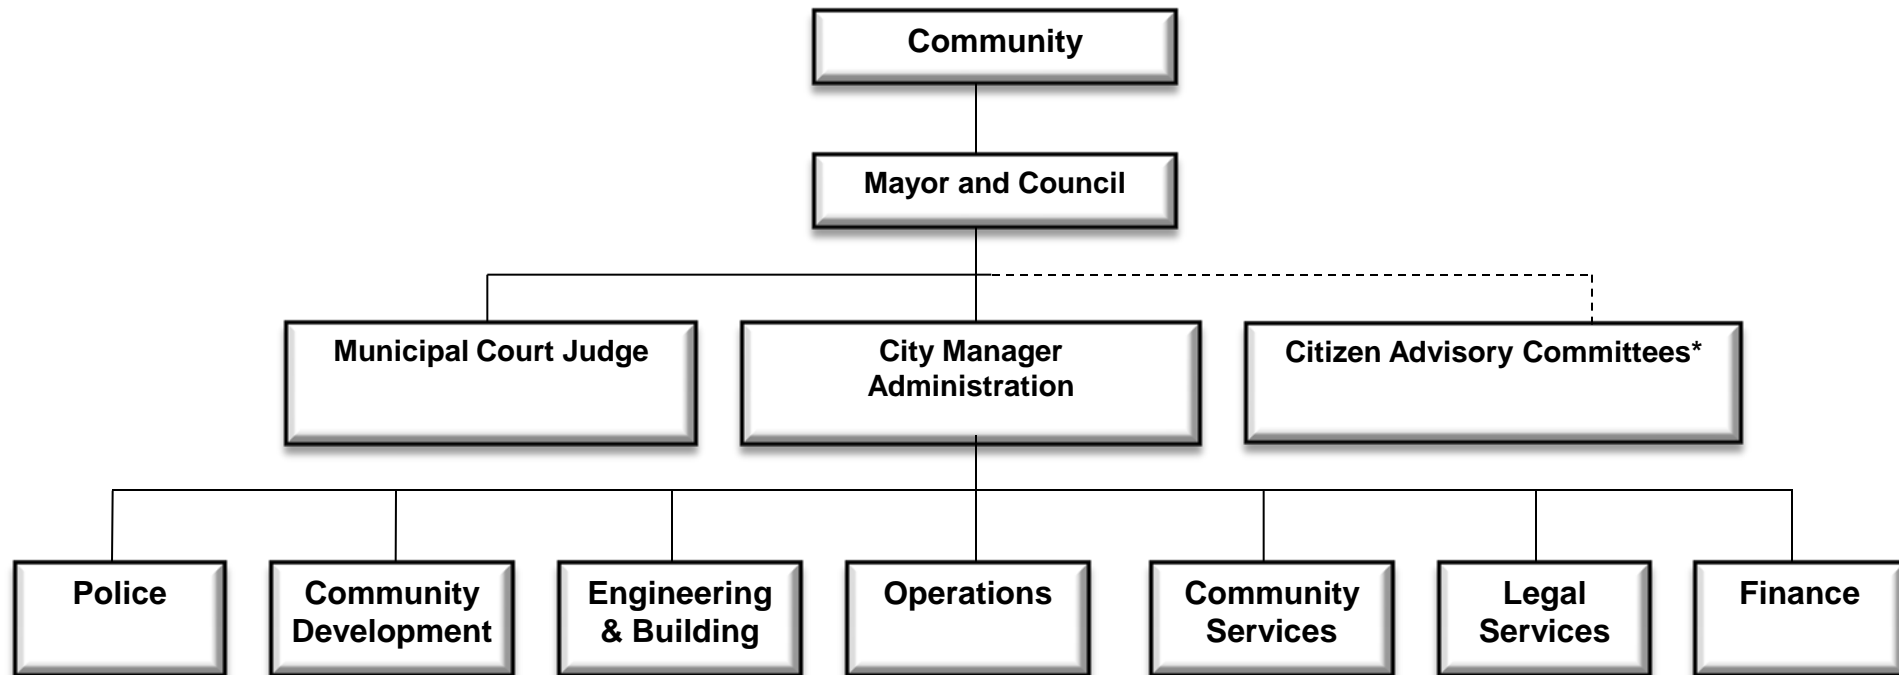 Community
Mayor and Council
Municipal Court Judge
City Manager
Administration
Citizen Advisory Committees*
Police
Community
Development
Engineering
& Building
Operations
Community
Services
Legal
Services
Finance